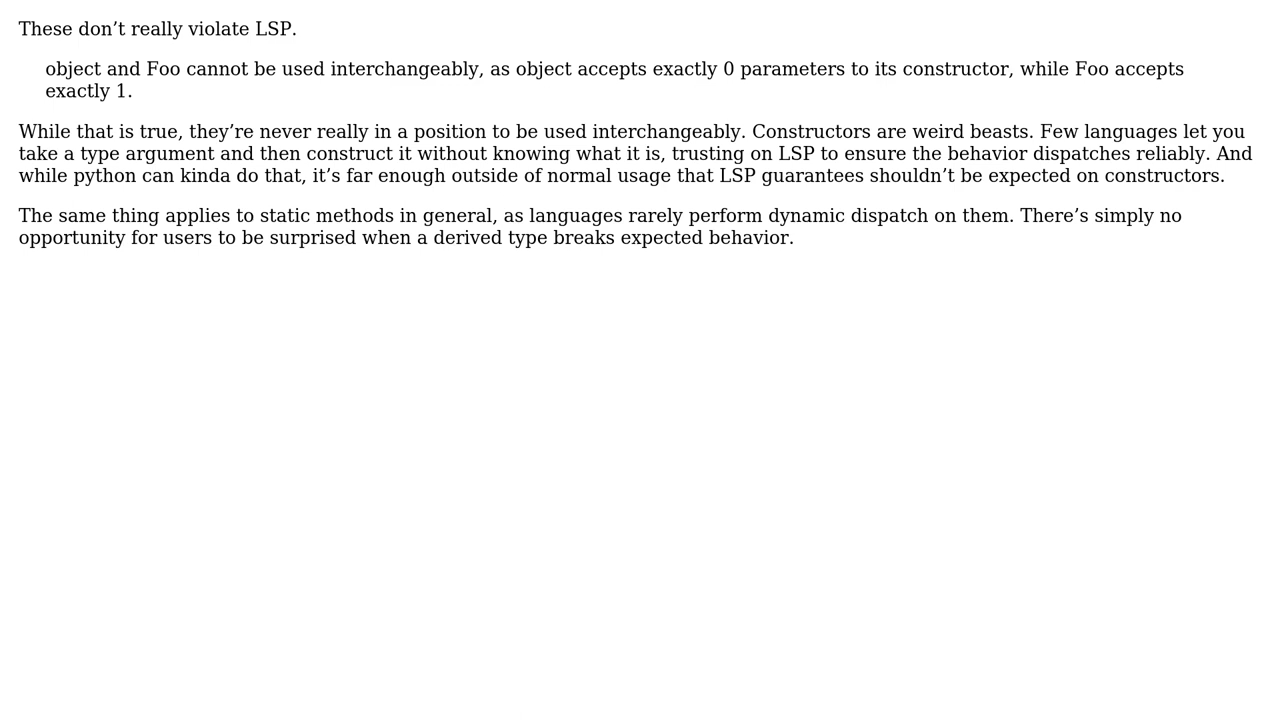 These don’t really violate LSP.
object and Foo cannot be used interchangeably, as object accepts exactly 0 parameters to its constructor, while Foo accepts
exactly 1.
While that is true, they’re never really in a position to be used interchangeably. Constructors are weird beasts. Few languages let you
take a type argument and then construct it without knowing what it is, trusting on LSP to ensure the behavior dispatches reliably. And
while python can kinda do that, it’s far enough outside of normal usage that LSP guarantees shouldn’t be expected on constructors.
The same thing applies to static methods in general, as languages rarely perform dynamic dispatch on them. There’s simply no
opportunity for users to be surprised when a derived type breaks expected behavior.